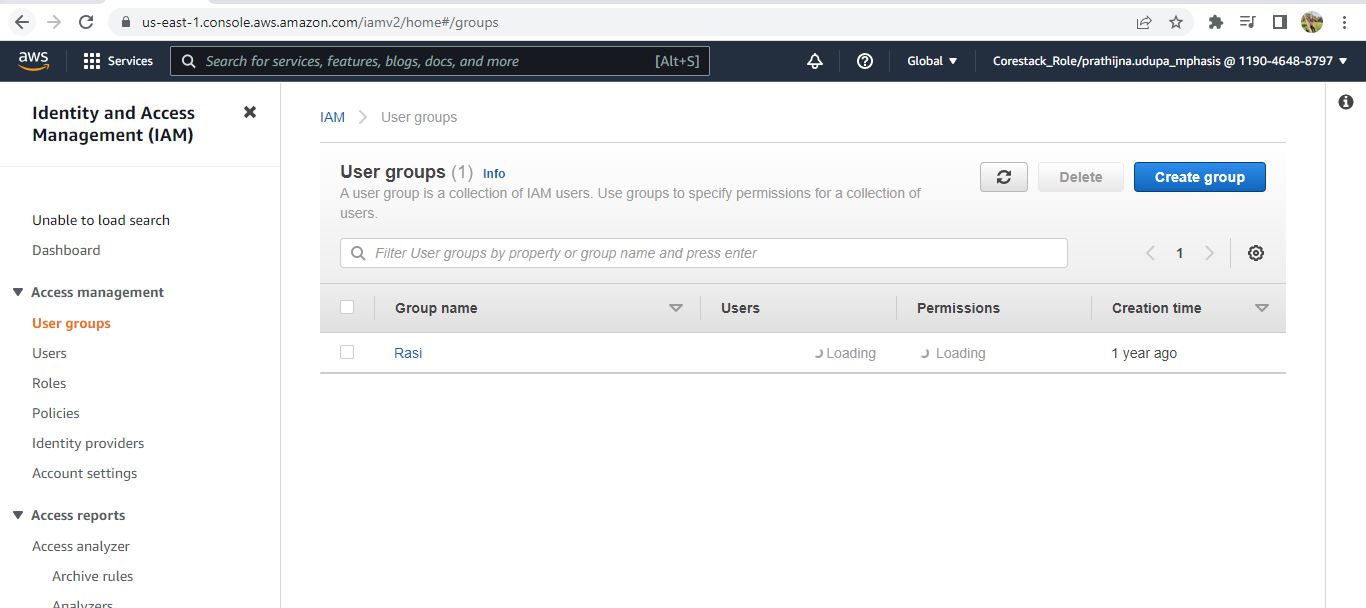 us-east-1.console.aws.amazon.com/iamv2/home#/groups
aws
Services
Search for services, features, blogs, docs, and more
[Alt+S]
Global
Corestack_Role/prathijna.udupa_mphasis @ 1190-4648-8797
Identity and Access
Management (IAM)
Unable to load search
Dashboard
Access management
User groups
Users
Roles
Policies
Identity providers
Account settings
Access reports
Access analyzer
Archive rules
Analyzers
IAM
User groups
User groups (1) Info
A user group is a collection of IAM users. Use groups to specify permissions for a collection of
users.
Delete
Create group
Filter User groups by property or group name and press enter
1
Group name
Users
Permissions
Creation time
Rasi
Loading
Loading
1 year ago